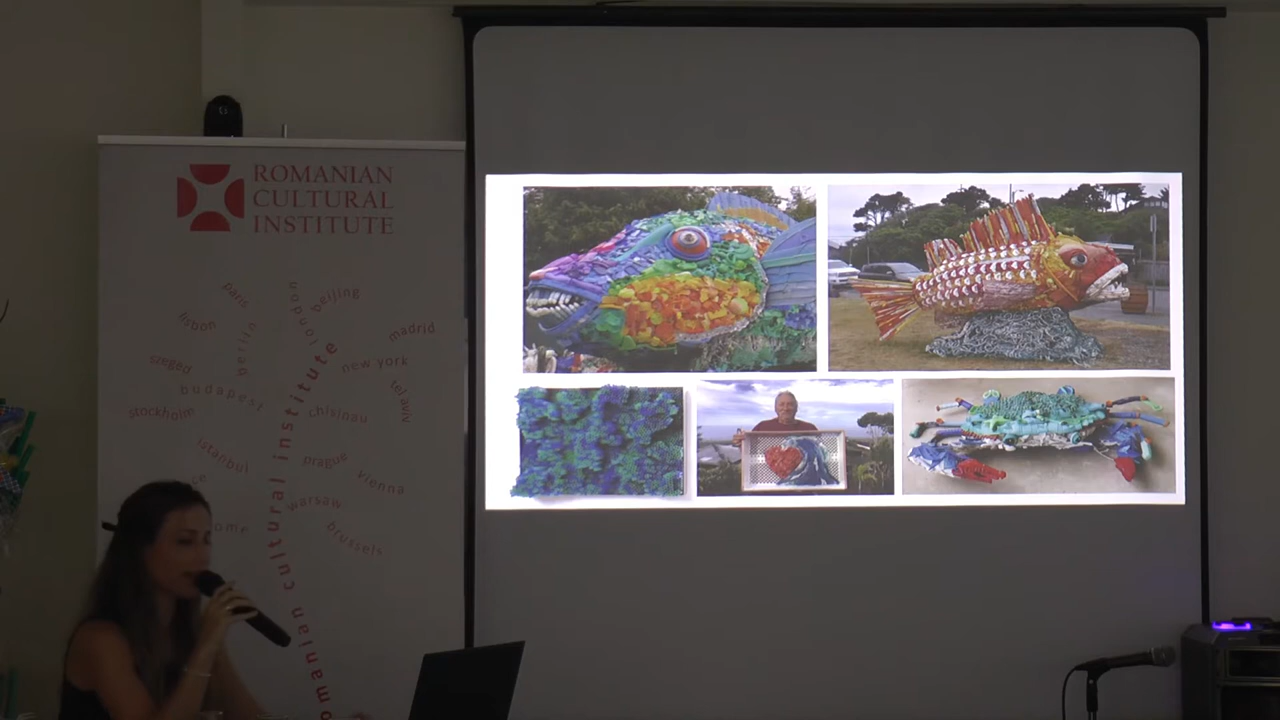 ROMANIAN
CULTURAL
INSTITUTE
paris
london
beijing
lisbon
berlin
madrid
szeged
new york
budapest
tel aviv
stockholm
chisinau
istanbul
prague
vienna
warsaw
brussels
romanian cultural institute